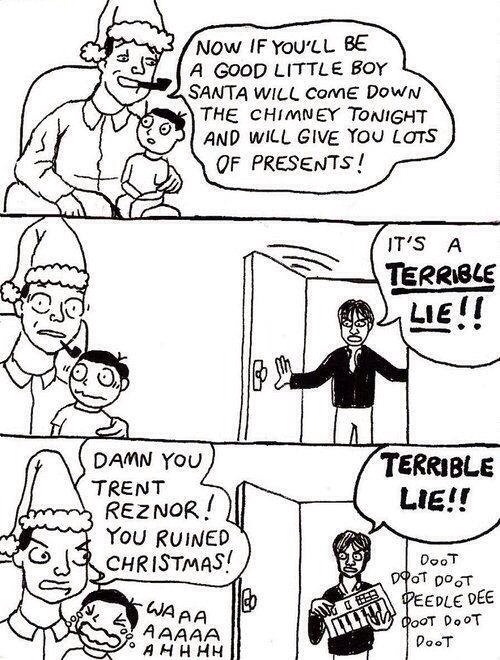 NOW IF YOU'LL BE
A GOOD LITTLE BOY
SANTA WILL COME DOWN
THE CHIMNEY TONIGHT
AND WILL GIVE YOU LOTS
OF PRESENTS!
IT'S A
TERRIBLE
LIE!!
DAMN YOU
TRENT
REZNOR!
YOU RUINED
CHRISTMAS!
WAAA
AAAAA
AHHHH
TERRIBLE
LIE!!
DOOT
DOOT DOOT
DEEDLE DEE
DOOT DOOT
DOOT